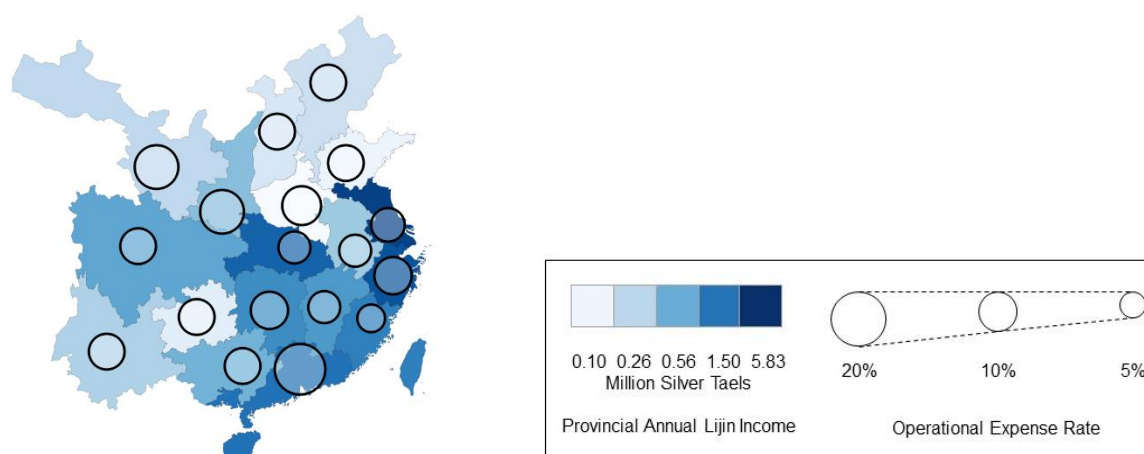 0.10 0.26 0.56 1.50 5.83
Million Silver Taels
Provincial Annual Lijin Income
20% 10% 5%
Operational Expense Rate